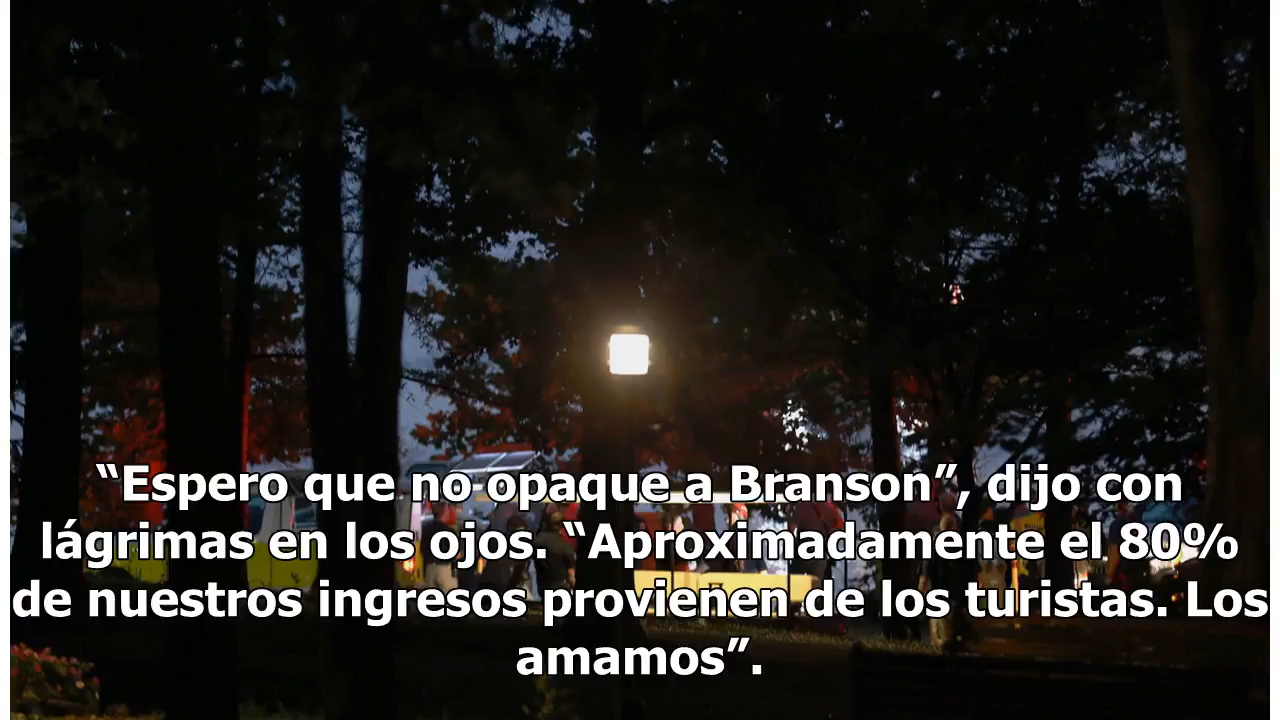 “Espero que no opaque a Branson”, dijo con
lágrimas en los ojos. “Aproximadamente el 80%
de nuestros ingresos provienen de los turistas. Los
amamos”.